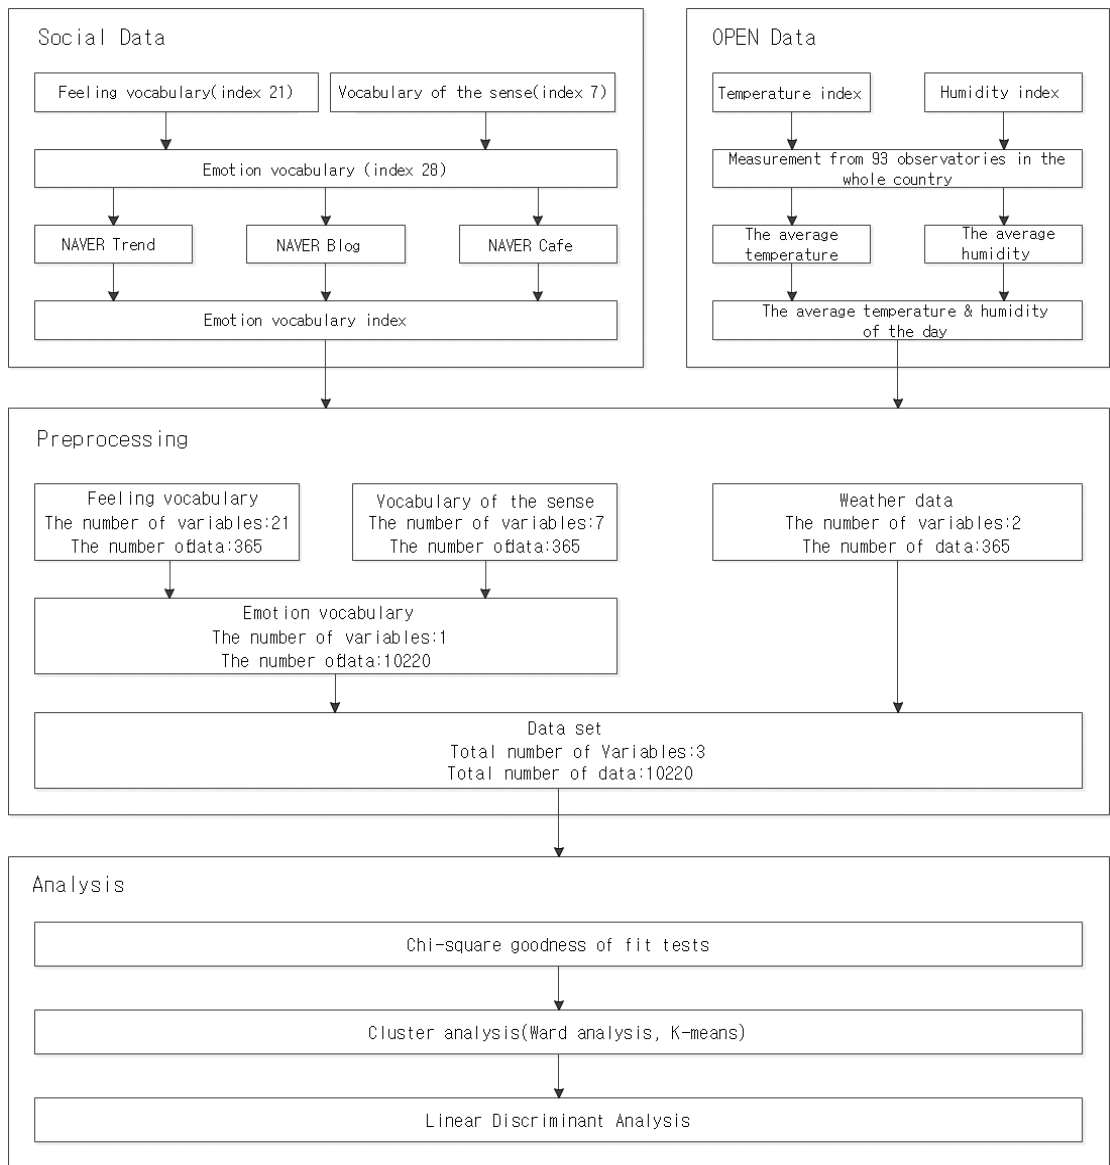 Social Data
Feeling vocabulary(index 21)
Vocabulary of the sense(index 7)
Emotion vocabulary (index 28)
NAVER Trend
NAVER Blog
NAVER Cafe
Emotion vocabulary index
OPEN Data
Temperature index
Humidity index
Measurement from 93 observatories in the
whole country
The average
temperature
The average
humidity
The average temperature & humidity
of the day
Preprocessing
Feeling vocabulary
The number of variables:21
The number of data:365
Vocabulary of the sense
The number of variables:7
The number of data:365
Weather data
The number of variables:2
The number of data:365
Emotion vocabulary
The number of variables:1
The number of data:10220
Data set
Total number of Variables:3
Total number of data:10220
Analysis
Chi-square goodness of fit tests
Cluster analysis(Ward analysis, K-means)
Linear Discriminant Analysis